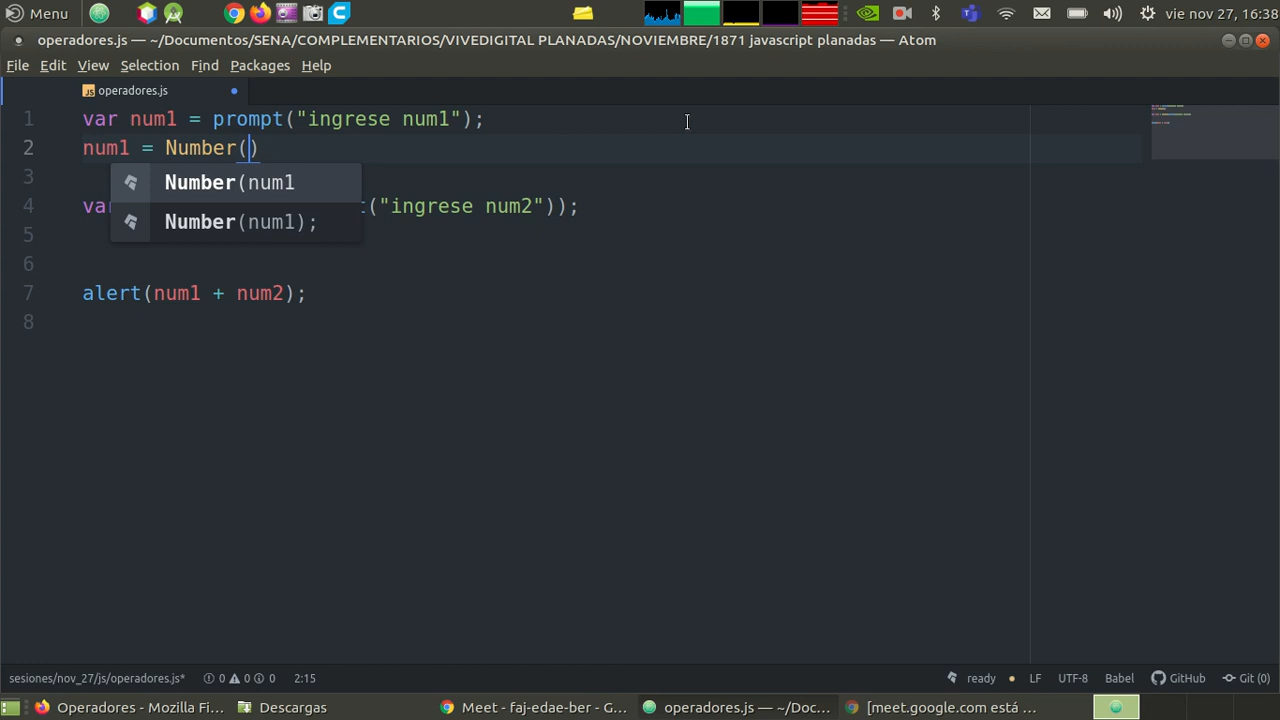 Menu
vie nov 27, 16:38
operadores.js — ~/Documentos/SENA/COMPLEMENTARIOS/VIVEDIGITAL PLANADAS/NOVIEMBRE/1871 javascript planadas — Atom
File Edit View Selection Find Packages Help
JS operadores.js
1 var num1 = prompt("ingrese num1");
2 num1 = Number()
3 Number(num1
4 va t("ingrese num2"));
Number(num1);
5
6
7 alert(num1 + num2);
8
sesiones/nov_27/js/operadores.js* 0 0 0 2:15 ready LF UTF-8 Babel GitHub Git (0)
Operadores - Mozilla Fi... Descargas Meet - faj-edae-ber - G... operadores.js — ~/Doc... [meet.google.com está ...